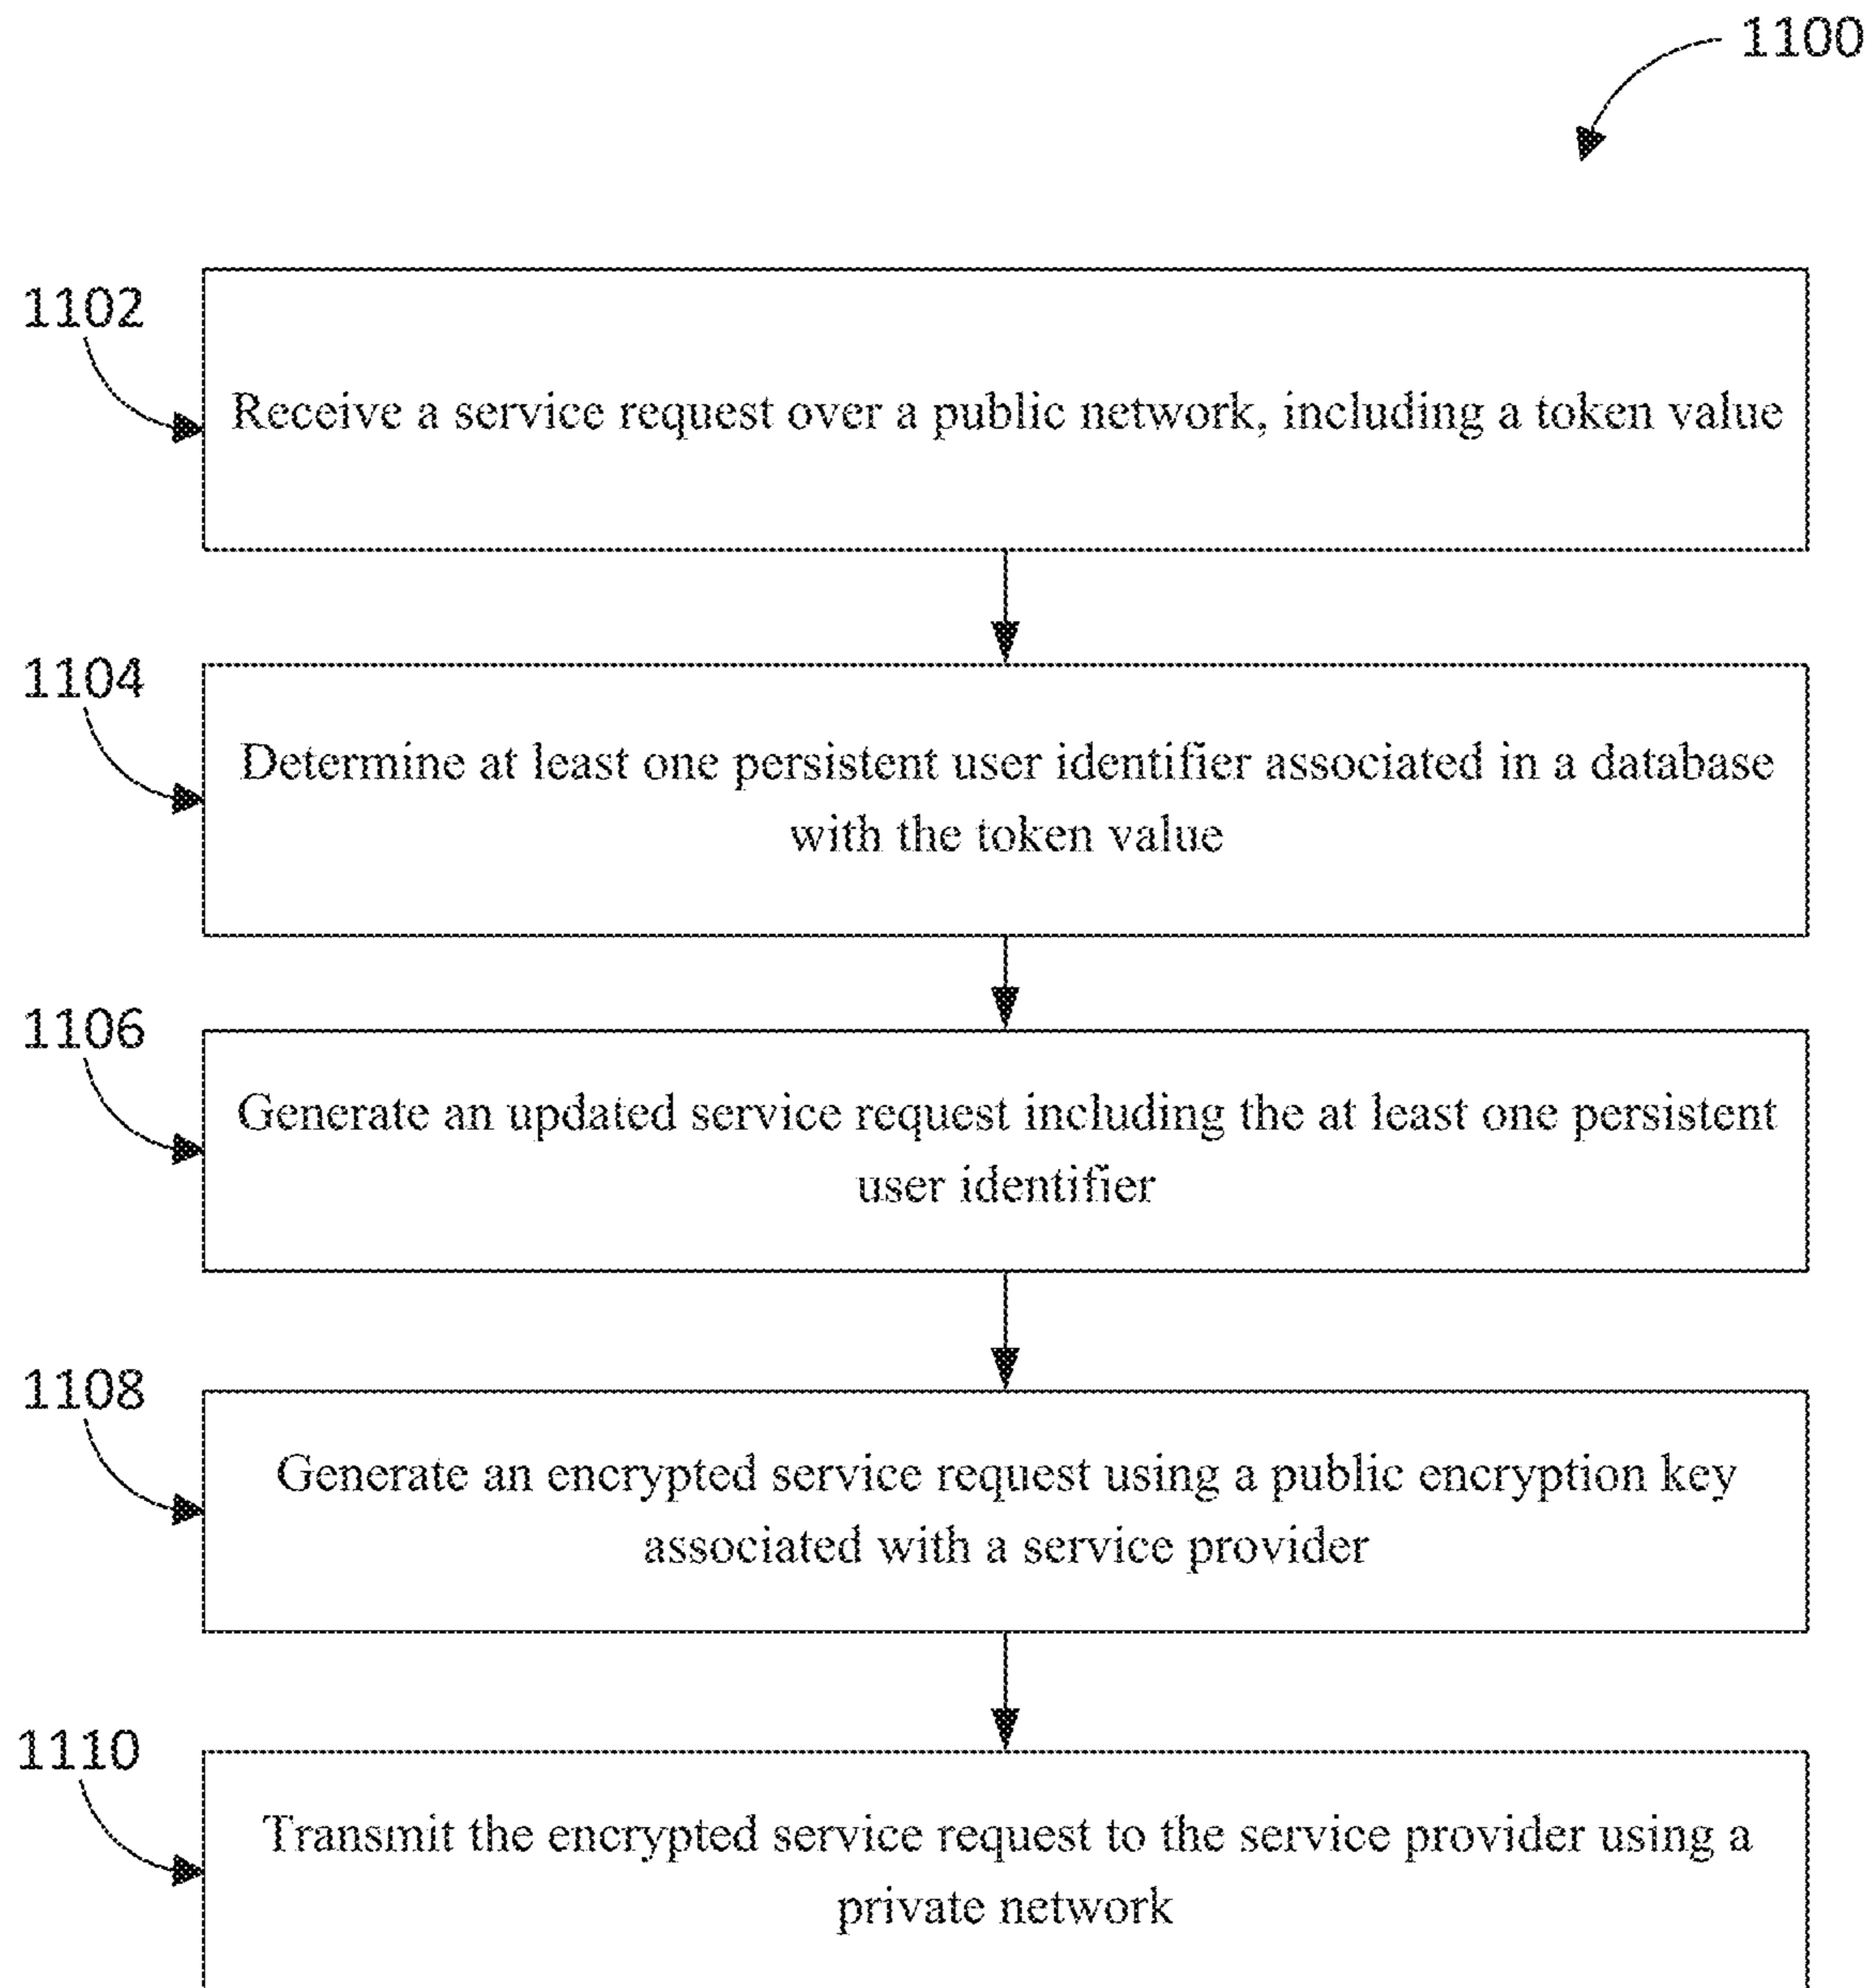 1100
1102
Receive a service request over a public network, including a token value
1104
Determine at least one persistent user identifier associated in a database
with the token value
1106
Generate an updated service request including the at least one persistent
user identifier
1108
Generate an encrypted service request using a public encryption key
associated with a service provider
1110
Transmit the encrypted service request to the service provider using a
private network